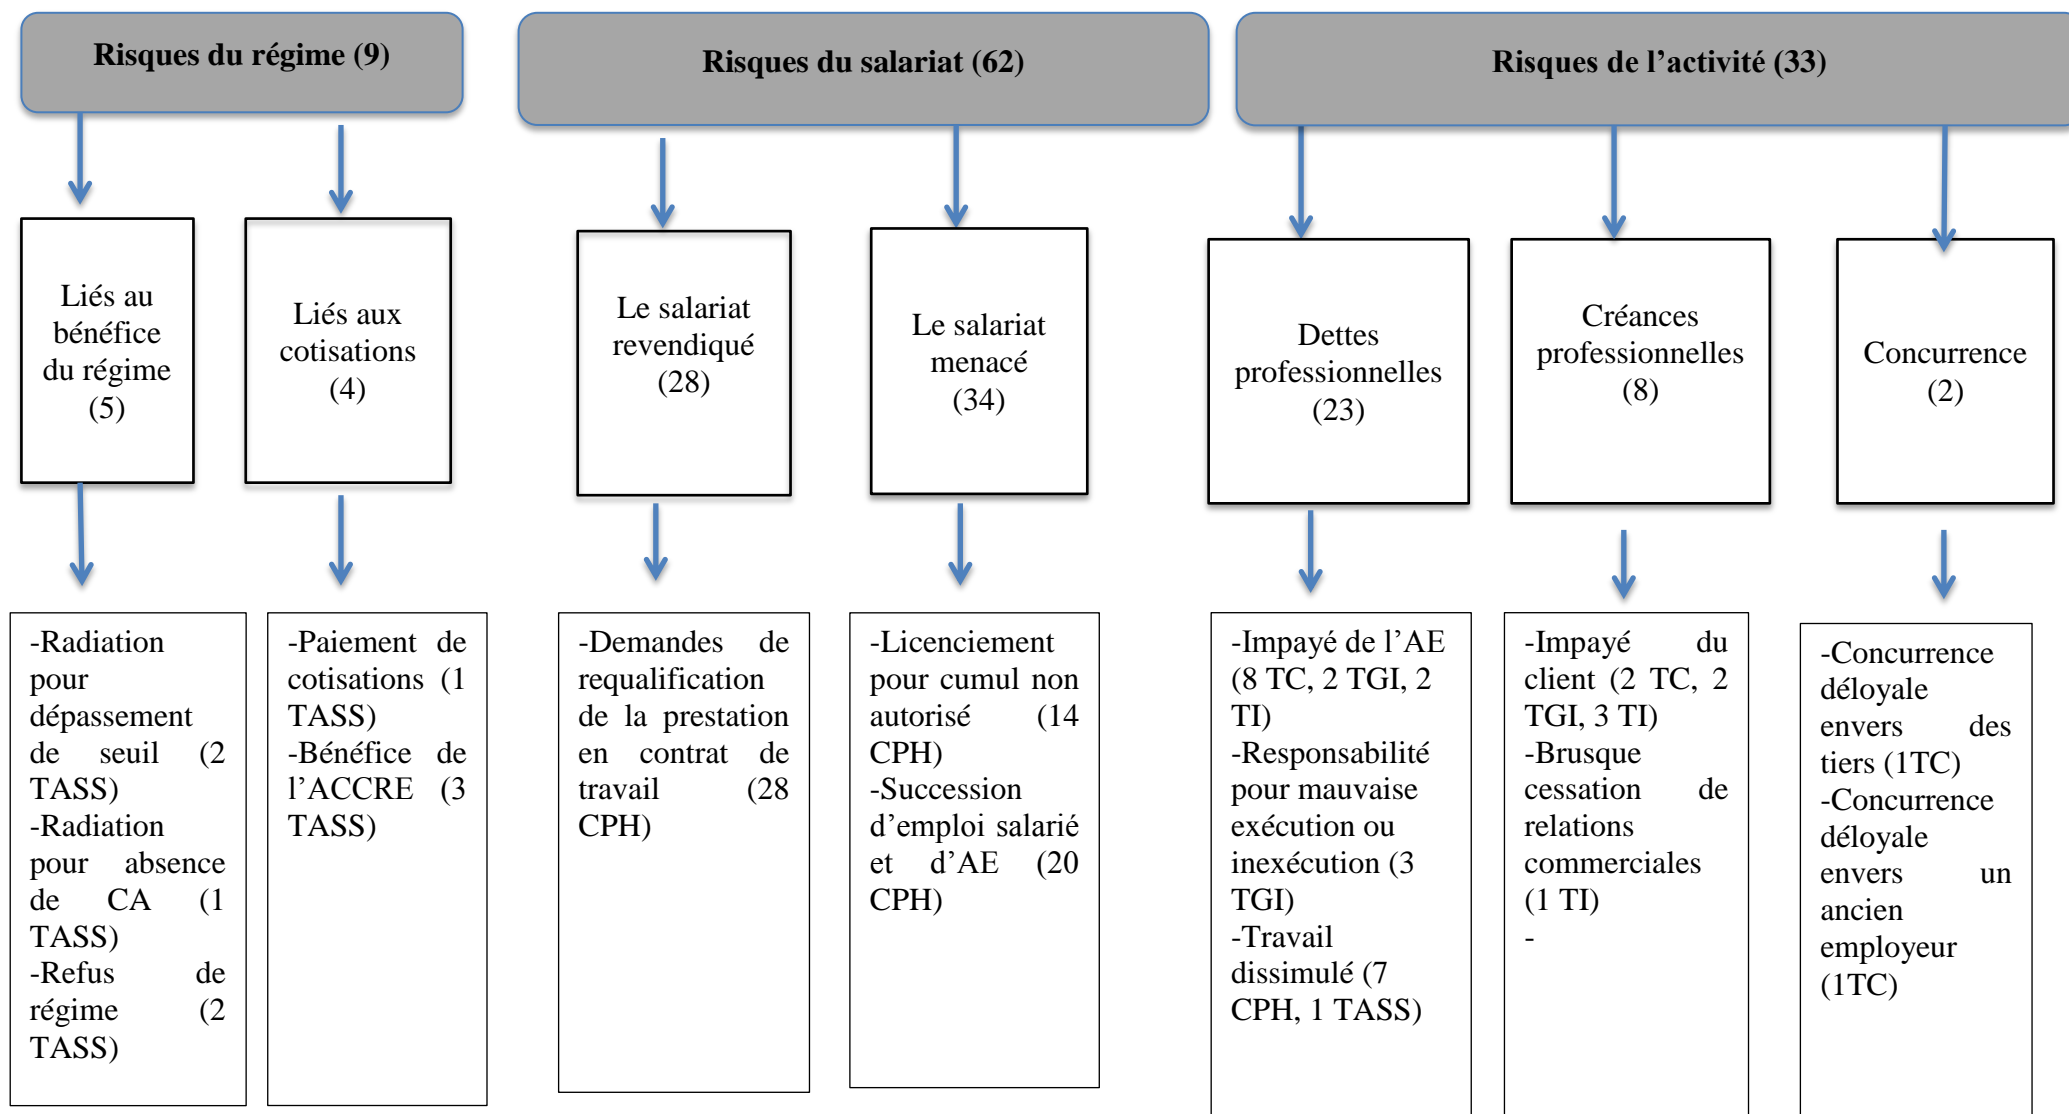 Risques du régime (9)
Risques du salariat (62)
Risques de l’activité (33)
Liés au
bénéfice
du régime
(5)
Liés aux
cotisations
(4)
Le salariat
revendiqué
(28)
Le salariat
menacé
(34)
Dettes
professionnelles
(23)
Créances
professionnelles
(8)
Concurrence
(2)
-Radiation
pour
dépassement
de seuil (2
TASS)
-Radiation
pour absence
de CA (1
TASS)
-Refus de
régime (2
TASS)
-Paiement de
cotisations (1
TASS)
-Bénéfice de
l’ACCRE (3
TASS)
-Demandes de
requalification
de la prestation
en contrat de
travail (28
CPH)
-Licenciement
pour cumul non
autorisé (14
CPH)
-Succession
d’emploi salarié
et d’AE (20
CPH)
-Impayé de l’AE
(8 TC, 2 TGI, 2
TI)
-Responsabilité
pour mauvaise
exécution ou
inexécution (3
TGI)
-Travail
dissimulé (7
CPH, 1 TASS)
-Impayé du
client (2 TC, 2
TGI, 3 TI)
-Brusque
cessation de
relations
commerciales
(1 TI)
-
-Concurrence
déloyale
envers des
tiers (1TC)
-Concurrence
déloyale
envers un
ancien
employeur
(1TC)